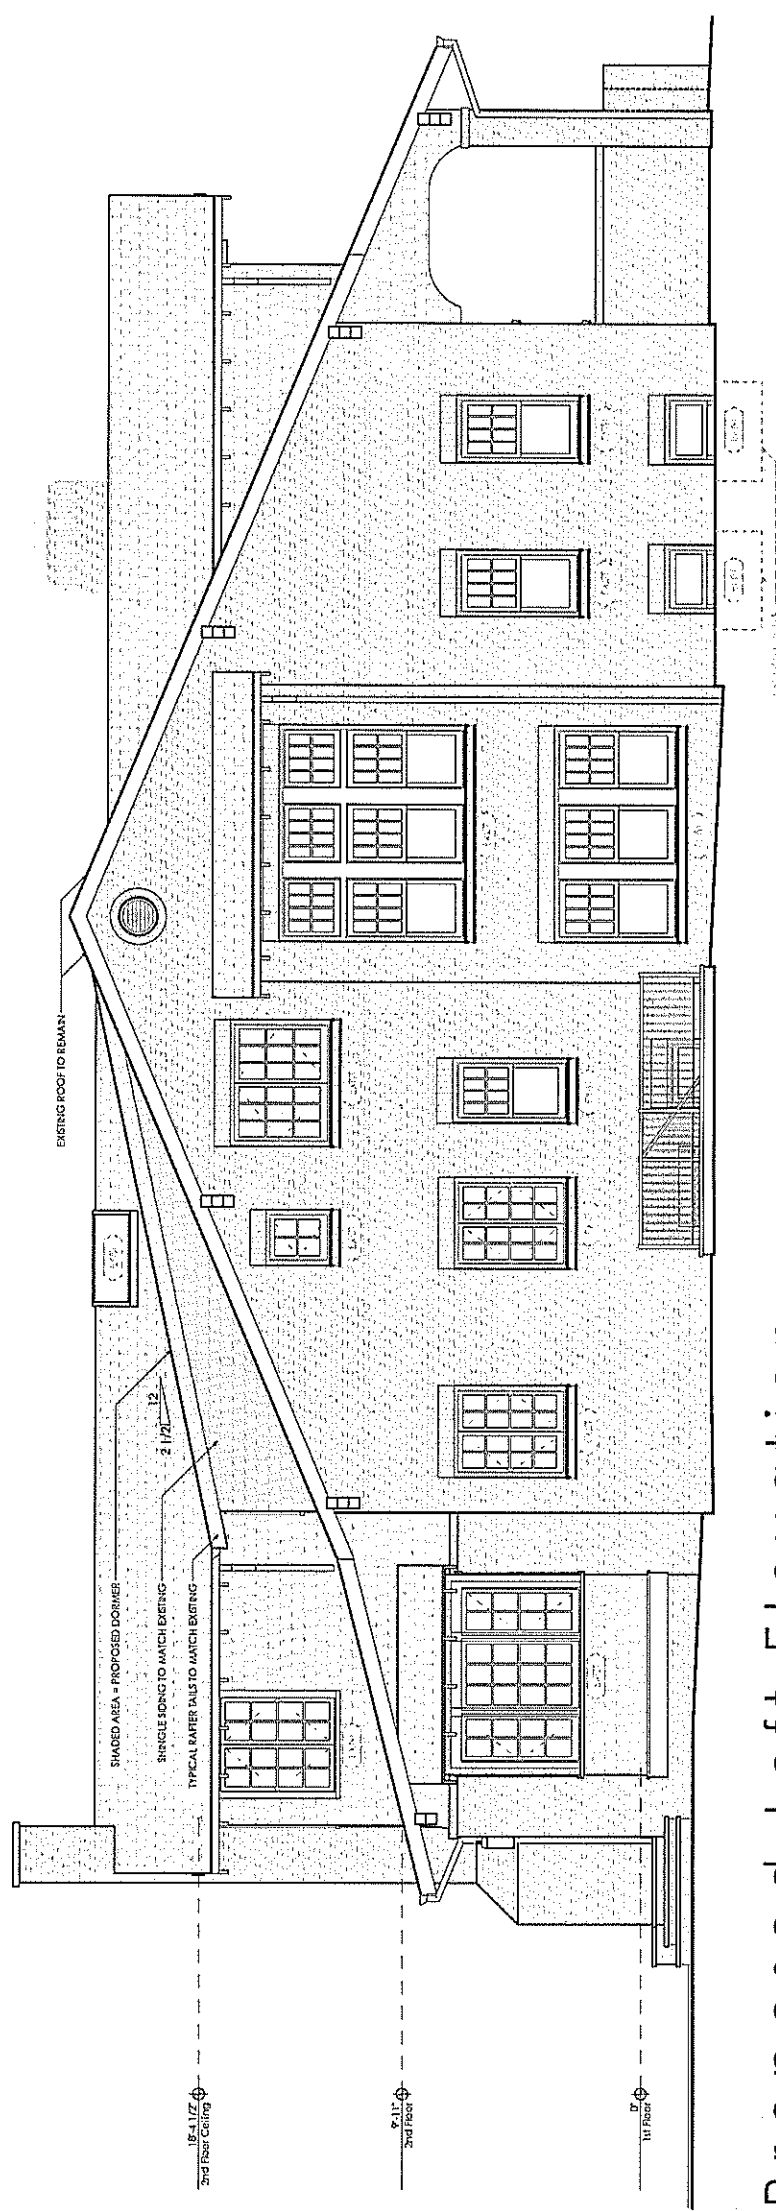 EXISTING ROOF TO REMAIN
SHADED AREA = PROPOSED DORMER
12
2 1/2
SHINGLE SIDING TO MATCH EXISTING
TYPICAL RAFTER TAILS TO MATCH EXISTING
18'-4 1/2"
2nd Floor Ceiling
9'-11"
2nd Floor
0"
1st Floor
Proposed Left Elevation